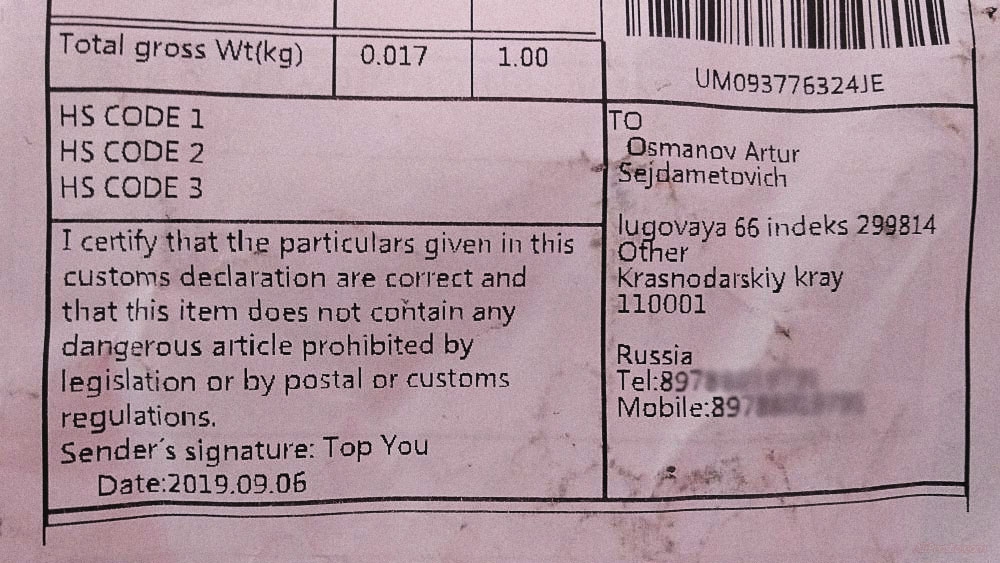 Total gross Wt(kg) 0.017 1.00
HS CODE 1
HS CODE 2
HS CODE 3
I certify that the particulars given in this
customs declaration are correct and
that this item does not contain any
dangerous article prohibited by
legislation or by postal or customs
regulations.
Sender's signature: Top You
Date:2019.09.06
UM093776324JE
TO
Osmanov Artur
Sejdametovich
lugovaya 66 indeks 299814
Other
Krasnodarskiy kray
110001
Russia
Tel:897
Mobile:897